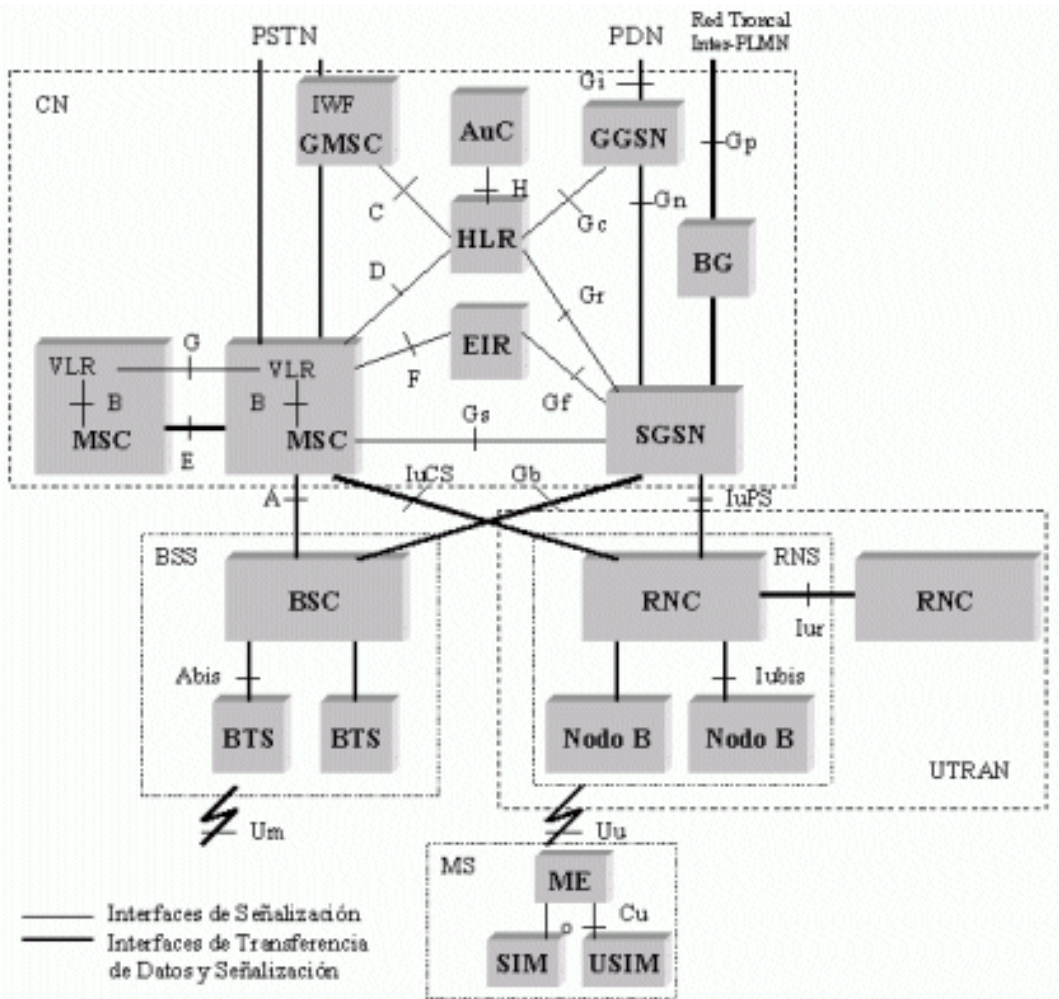 PSTN
PDN
Red Troncal
Inter-PLMN
CN
IWF
GMSC
AuC
GGSN
Gi
Gp
C
H
Gc
Gn
HLR
BG
D
Gr
EIR
F
Gf
G
VLR
VLR
B
B
MSC
MSC
E
Gs
SGSN
A
IuCS
Gb
IuPS
BSS
RNS
BSC
RNC
RNC
Iur
Abis
Iubis
BTS
BTS
Nodo B
Nodo B
UTRAN
Um
Uu
MS
ME
o
Cu
SIM
USIM
Interfaces de Señalización
Interfaces de Transferencia
de Datos y Señalización